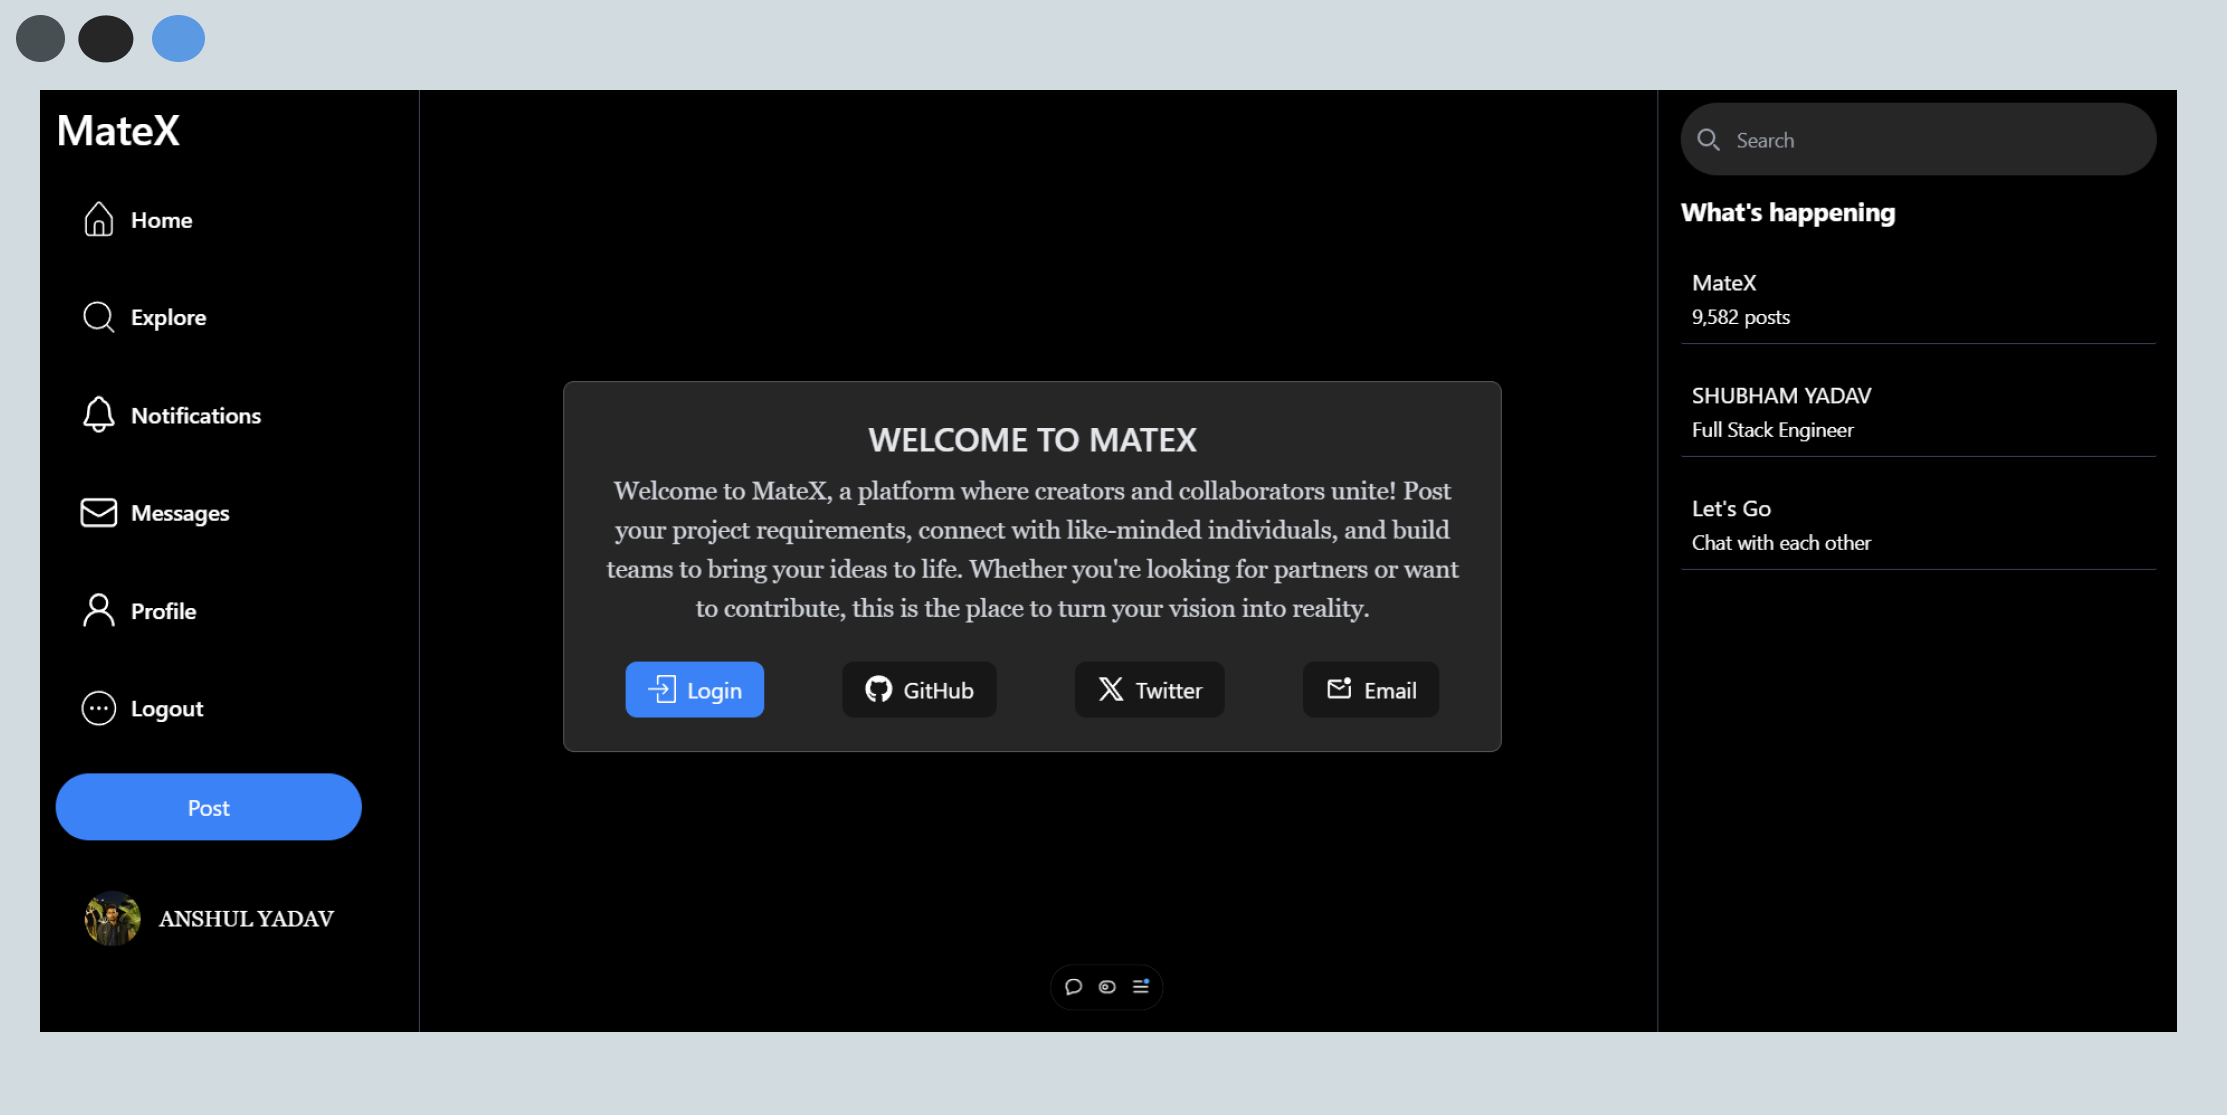 MateX
Home
Explore
Notifications
Messages
Profile
Logout
Post
ANSHUL YADAV
WELCOME TO MATEX
Welcome to MateX, a platform where creators and collaborators unite! Post
your project requirements, connect with like-minded individuals, and build
teams to bring your ideas to life. Whether you're looking for partners or want
to contribute, this is the place to turn your vision into reality.
Login
GitHub
Twitter
Email
Search
What's happening
MateX
9,582 posts
SHUBHAM YADAV
Full Stack Engineer
Let's Go
Chat with each other